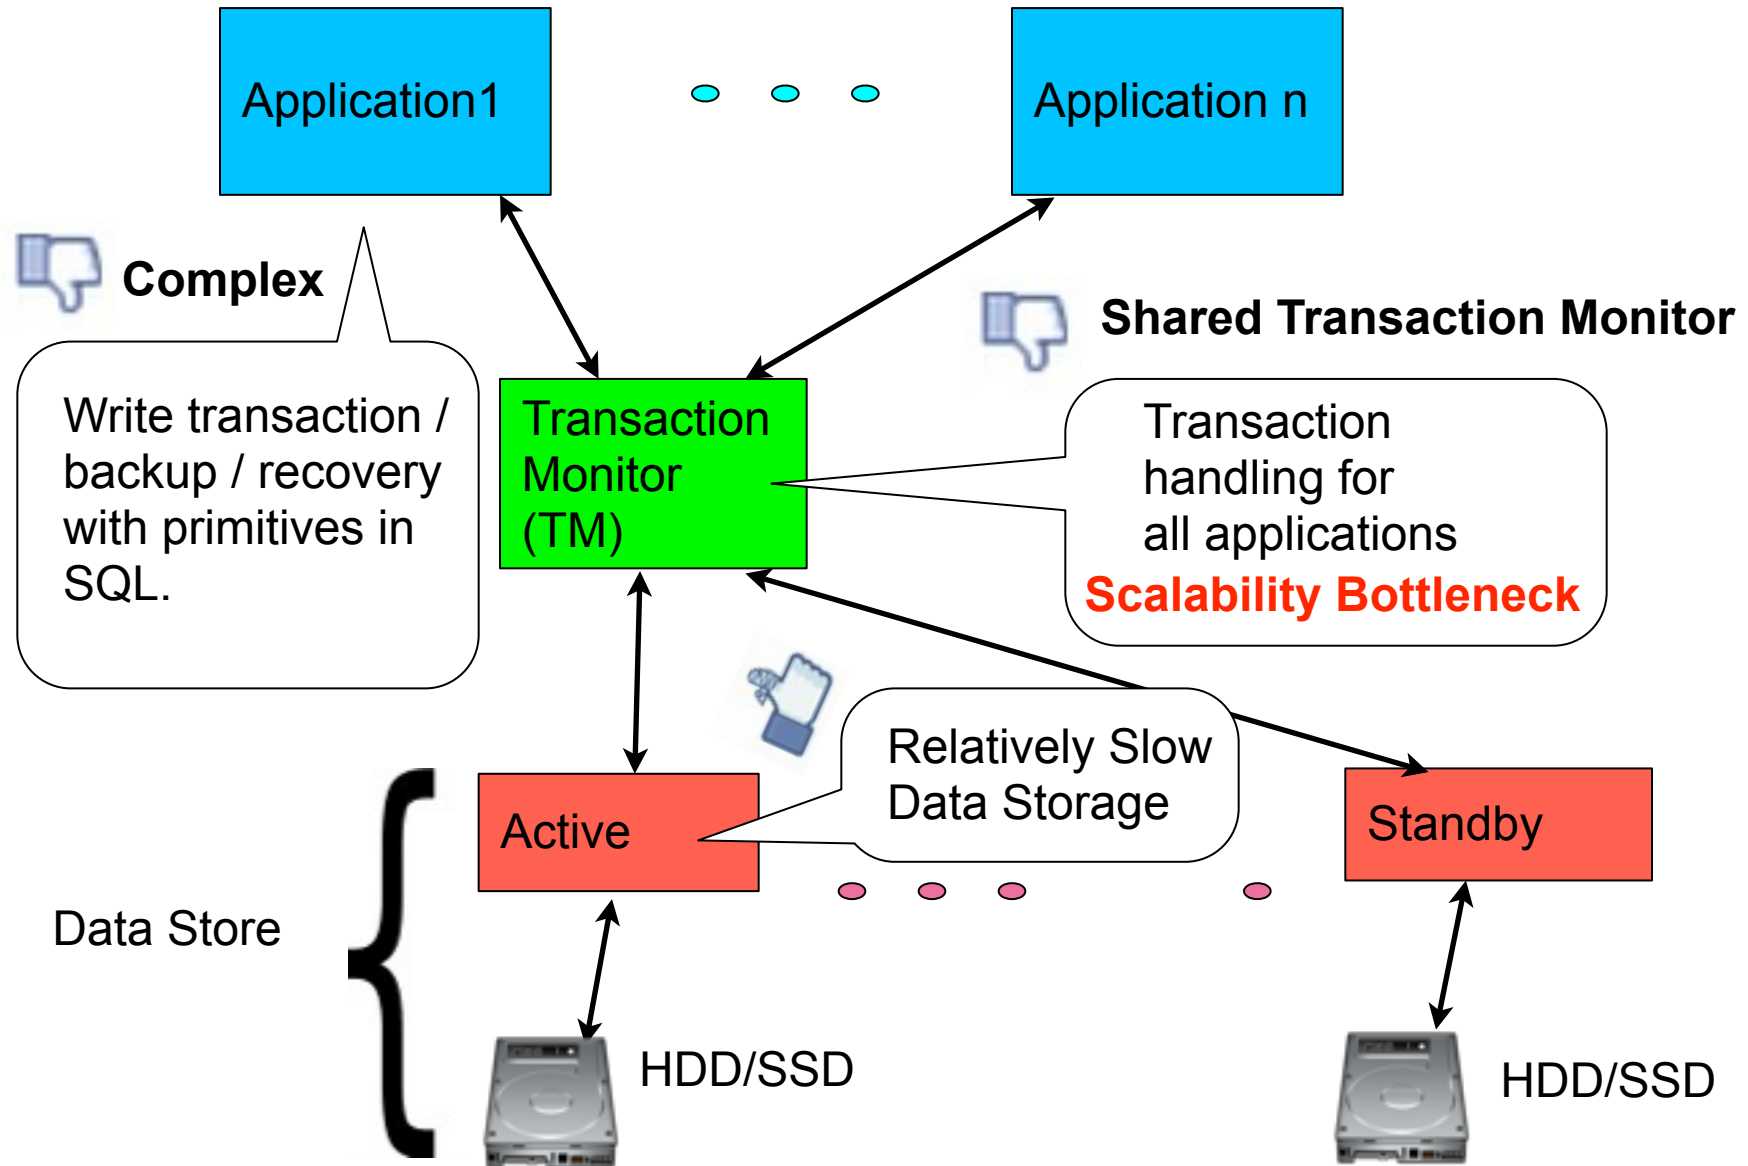 Application1
Application n
Complex
Shared Transaction Monitor
Write transaction /
backup / recovery
with primitives in
SQL.
Transaction
Monitor
(TM)
Transaction
handling for
all applications
Scalability Bottleneck
Relatively Slow
Data Storage
Active
Standby
Data Store
HDD/SSD
HDD/SSD